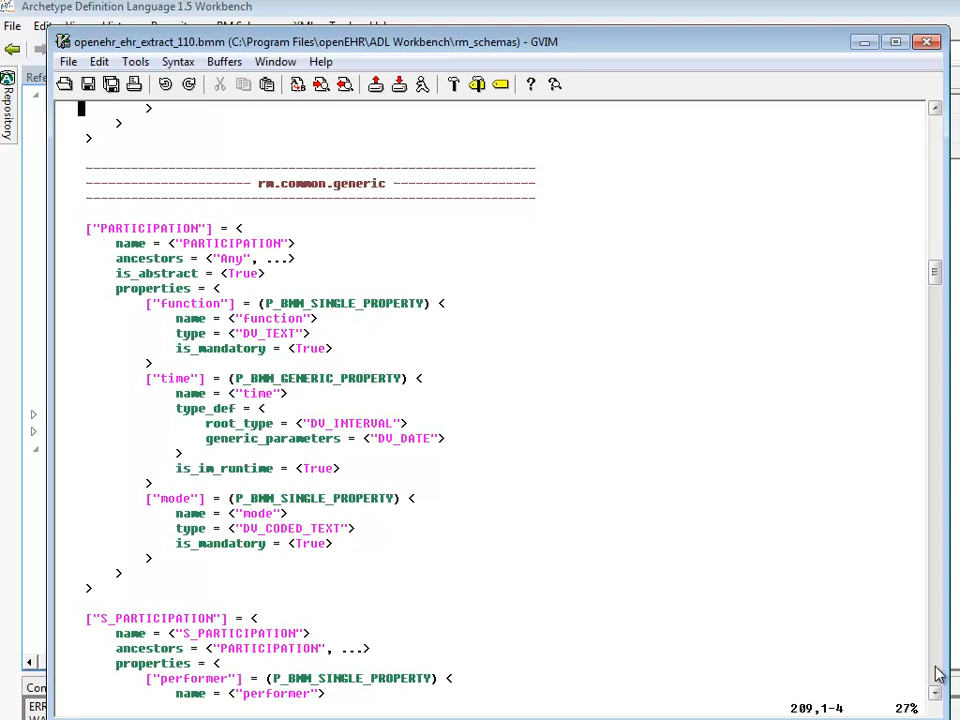 Archetype Definition Language 1.5 Workbench
File Edi
openehr_ehr_extract_110.bmm (C:\Program Files\openEHR\ADL Workbench\rm_schemas) - GVIM
File Edit Tools Syntax Buffers Window Help
Refe
Repository
>
>
>
------------------------------------------------------------
---------------------- rm.common.generic -------------------
------------------------------------------------------------
["PARTICIPATION"] = <
name = <"PARTICIPATION">
ancestors = <"Any", ...>
is_abstract = <True>
properties = <
["function"] = (P_BMM_SINGLE_PROPERTY) <
name = <"function">
type = <"DV_TEXT">
is_mandatory = <True>
>
["time"] = (P_BMM_GENERIC_PROPERTY) <
name = <"time">
type_def = <
root_type = <"DV_INTERVAL">
generic_parameters = <"DV_DATE">
>
is_im_runtime = <True>
>
["mode"] = (P_BMM_SINGLE_PROPERTY) <
name = <"mode">
type = <"DV_CODED_TEXT">
is_mandatory = <True>
>
>
>
["S_PARTICIPATION"] = <
name = <"S_PARTICIPATION">
ancestors = <"PARTICIPATION", ...>
properties = <
["performer"] = (P_BMM_SINGLE_PROPERTY) <
name = <"performer">
209,1-4 27%
Con
ERR